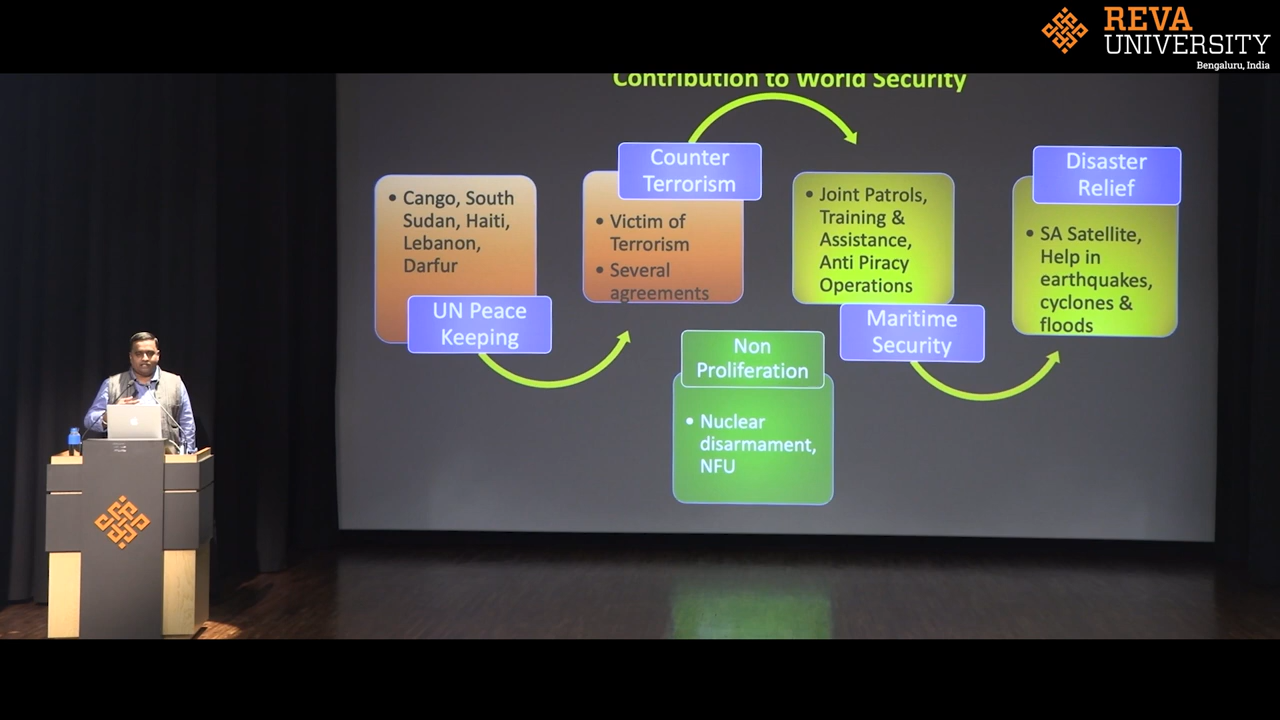 REVA
UNIVERSITY
Bengaluru, India
Contribution to World Security
• Cango, South
Sudan, Haiti,
Lebanon,
Darfur
UN Peace
Keeping
Counter
Terrorism
• Victim of
Terrorism
• Several
agreements
Non
Proliferation
• Nuclear
disarmament,
NFU
• Joint Patrols,
Training &
Assistance,
Anti Piracy
Operations
Maritime
Security
Disaster
Relief
• SA Satellite,
Help in
earthquakes,
cyclones &
floods